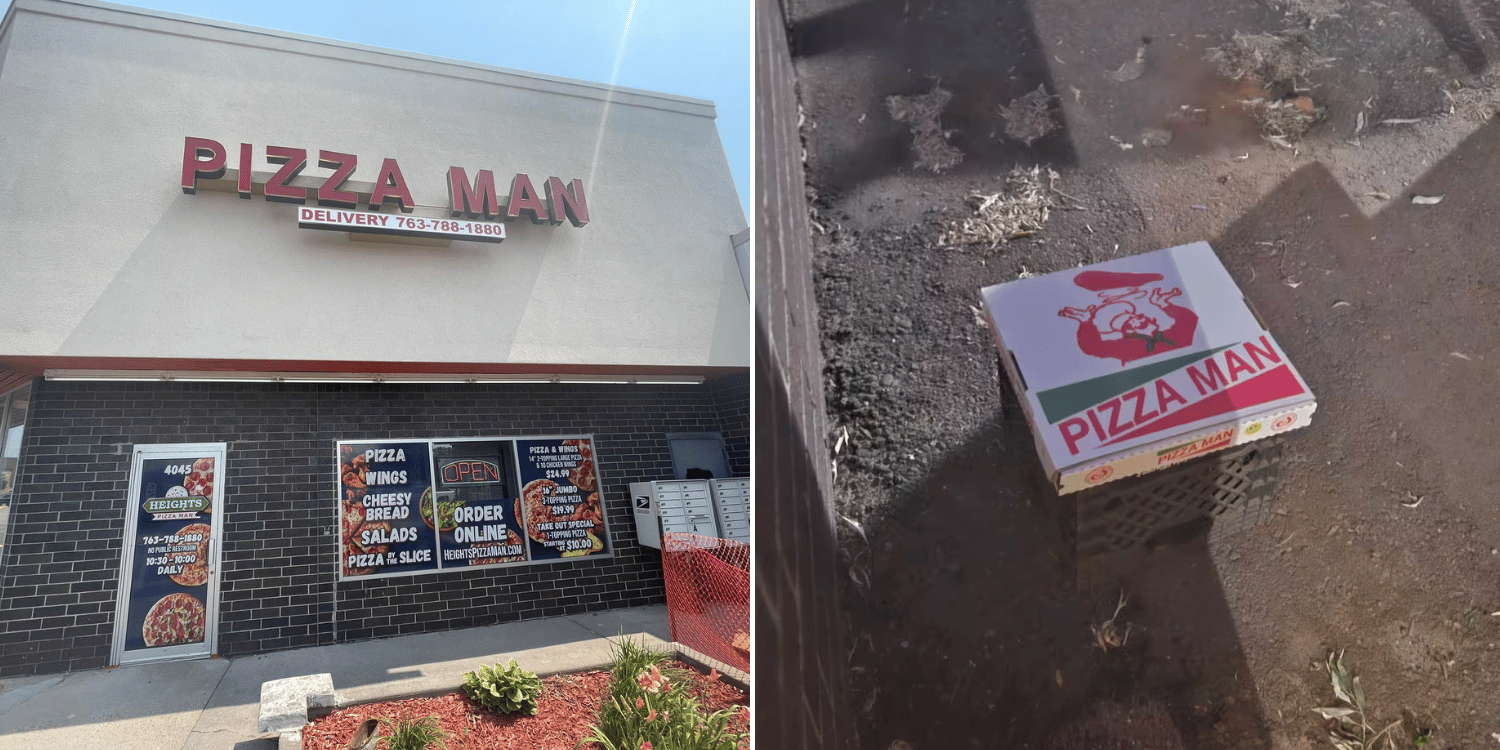 PIZZA MAN
DELIVERY 763-788-1880
4045
HEIGHTS
PIZZA MAN
763-788-1880
NO PUBLIC RESTROOM
10:30 - 10:00
DAILY
PIZZA
WINGS
CHEESY
BREAD
SALADS
PIZZA BY THE SLICE
OPEN
ORDER
ONLINE
HEIGHTSPIZZAMAN.COM
PIZZA & WINGS
14" 2-TOPPING LARGE PIZZA
& 10 CHICKEN WINGS
$24.99
16" JUMBO
3-TOPPING PIZZA
$19.99
TAKE OUT SPECIAL
1-TOPPING PIZZA
STARTING AT $10.00
PIZZA MAN
PIZZA MAN